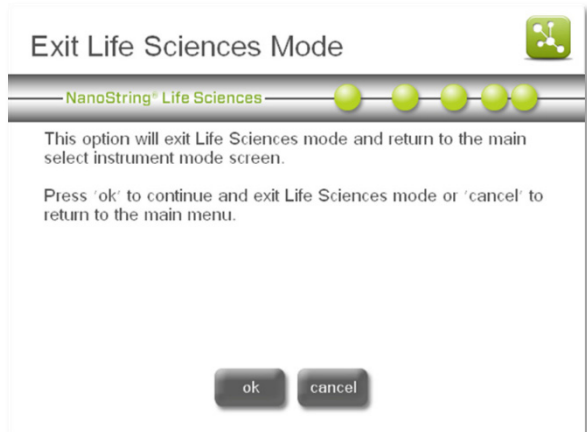 Exit Life Sciences Mode
NanoString® Life Sciences
This option will exit Life Sciences mode and return to the main
select instrument mode screen.
Press 'ok' to continue and exit Life Sciences mode or 'cancel' to
return to the main menu.
ok
cancel